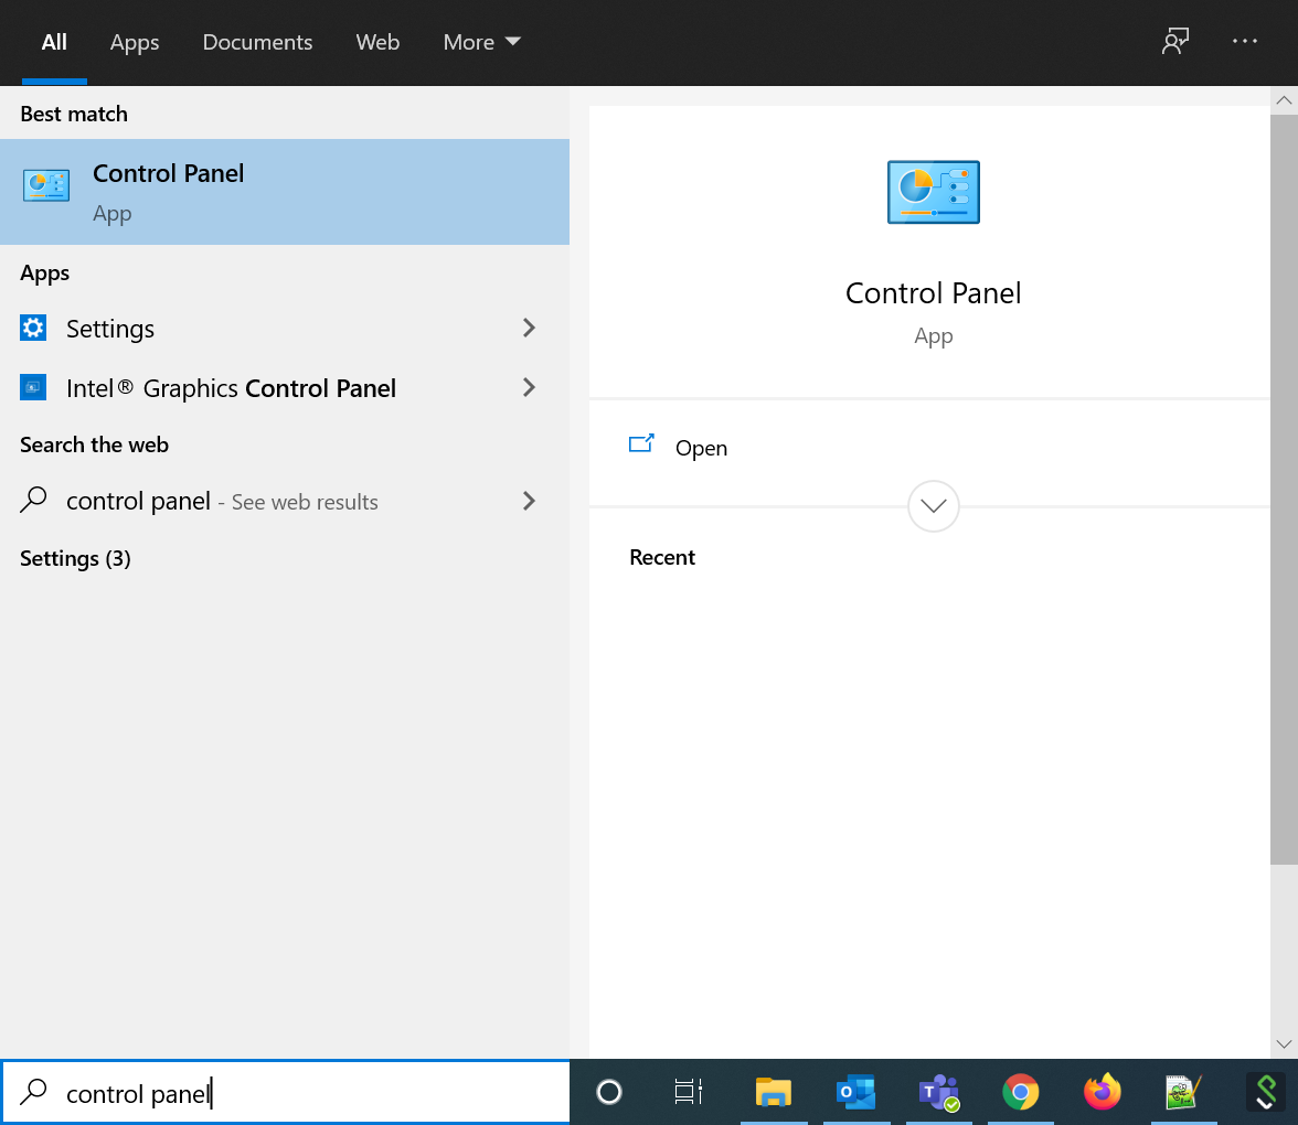 All Apps Documents Web More
Best match
Control Panel
App
Apps
Settings
Intel® Graphics Control Panel
Search the web
control panel - See web results
Settings (3)
Control Panel
App
Open
Recent
control panel